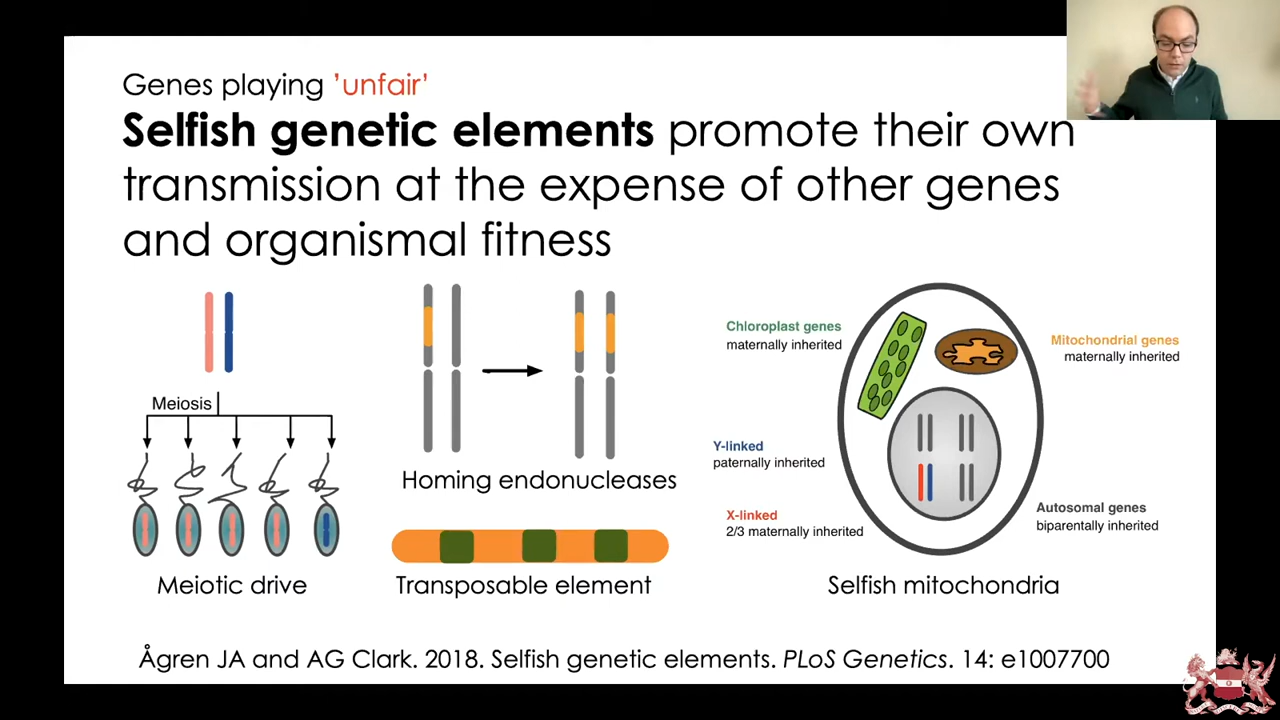 Genes playing ’unfair’
Selfish genetic elements promote their own
transmission at the expense of other genes
and organismal fitness
Meiosis
Meiotic drive
Homing endonucleases
Transposable element
Chloroplast genes
maternally inherited
Mitochondrial genes
maternally inherited
Y-linked
paternally inherited
X-linked
2/3 maternally inherited
Autosomal genes
biparentally inherited
Selfish mitochondria
Ågren JA and AG Clark. 2018. Selfish genetic elements. PLoS Genetics. 14: e1007700